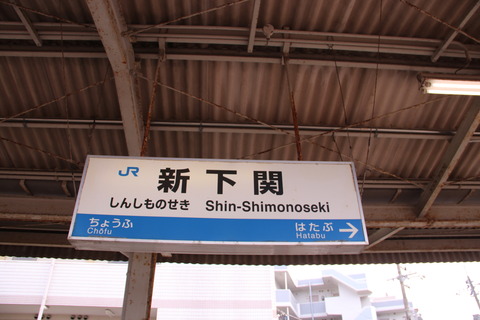 JR 新下関
しんしものせき Shin-Shimonoseki
ちょうふ はたぶ
Chōfu Hatabu